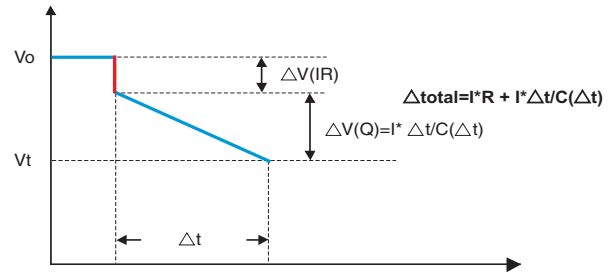 Vo
△V(IR)
△total=I*R + I*△t/C(△t)
△V(Q)=I* △t/C(△t)
Vt
△t